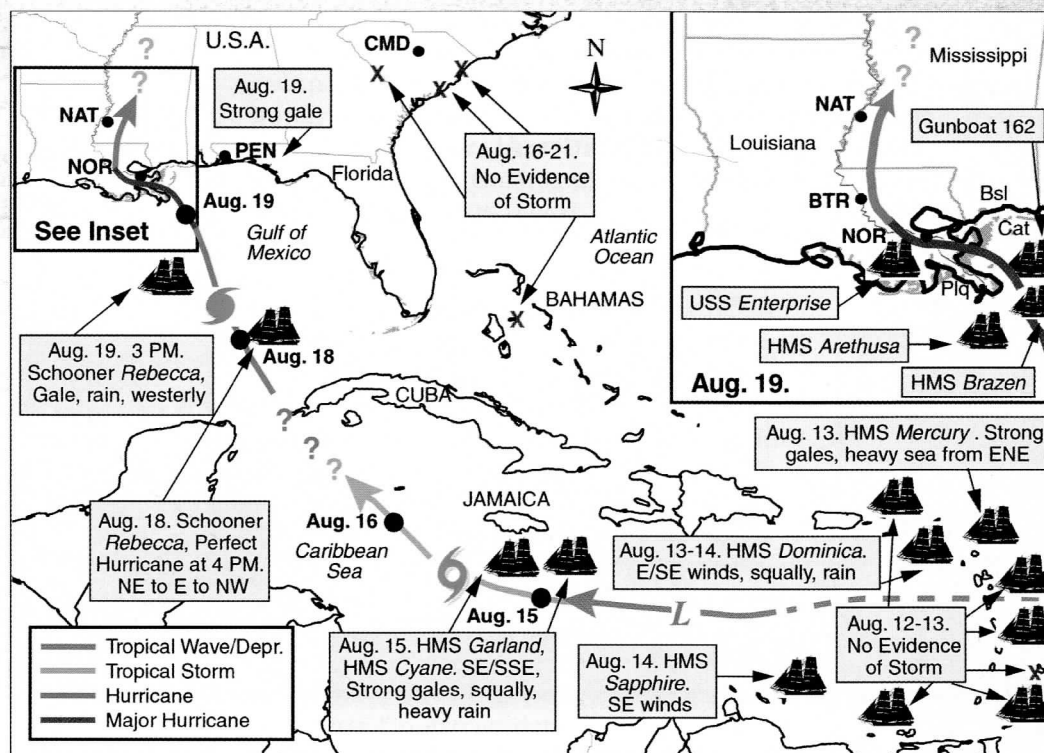 U.S.A.
CMD
N
X
X
X
?
?
Aug. 19.
Strong gale
NAT
PEN
NOR
Florida
Aug. 16-21.
No Evidence
of Storm
Aug. 19
See Inset
Gulf of
Mexico
Atlantic
Ocean
BAHAMAS
X
Aug. 19. 3 PM.
Schooner Rebecca,
Gale, rain, westerly
Aug. 18
CUBA
?
?
?
Aug. 18. Schooner
Rebecca, Perfect
Hurricane at 4 PM.
NE to E to NW
Aug. 16
Caribbean
Sea
JAMAICA
Aug. 15
L
Aug. 13. HMS Mercury . Strong
gales, heavy sea from ENE
Aug. 13-14. HMS Dominica.
E/SE winds, squally, rain
Aug. 12-13.
No Evidence
of Storm
X
Aug. 15. HMS Garland,
HMS Cyane. SE/SSE,
Strong gales, squally,
heavy rain
Aug. 14. HMS
Sapphire.
SE winds
Tropical Wave/Depr.
Tropical Storm
Hurricane
Major Hurricane
?
?
Mississippi
NAT
Louisiana
Gunboat 162
BTR
Bsl
Cat
NOR
Plq
USS Enterprise
HMS Arethusa
HMS Brazen
Aug. 19.